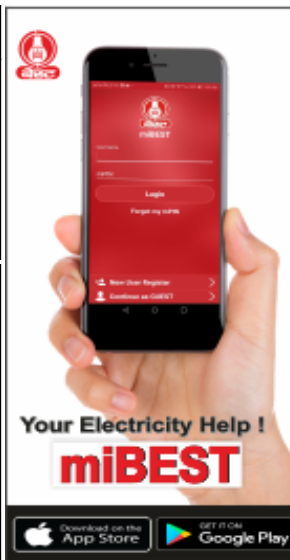 बेस्ट
miBEST
Login
Forgot my mPIN
New User Register
Continue as GUEST
Your Electricity Help !
miBEST
Download on the
App Store
GET IT ON
Google Play